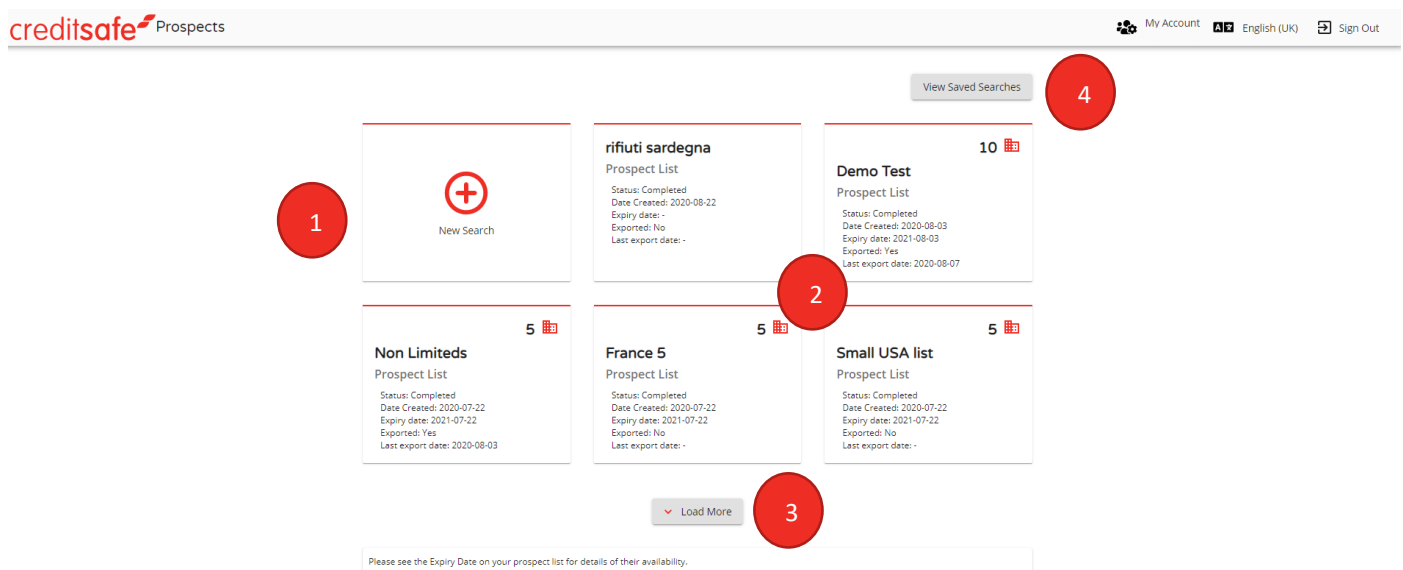 creditsafe Prospects
My Account
English (UK)
Sign Out
View Saved Searches
4
1
New Search
rifiuti sardegna
Prospect List
Status: Completed
Date Created: 2020-08-22
Expiry date: -
Exported: No
Last export date: -
10
Demo Test
Prospect List
Status: Completed
Date Created: 2020-08-03
Expiry date: 2021-08-03
Exported: Yes
Last export date: 2020-08-07
2
5
Non Limiteds
Prospect List
Status: Completed
Date Created: 2020-07-22
Expiry date: 2021-07-22
Exported: Yes
Last export date: 2020-08-03
5
France 5
Prospect List
Status: Completed
Date Created: 2020-07-22
Expiry date: 2021-07-22
Exported: No
Last export date: -
5
Small USA list
Prospect List
Status: Completed
Date Created: 2020-07-22
Expiry date: 2021-07-22
Exported: No
Last export date: -
Load More
3
Please see the Expiry Date on your prospect list for details of their availability.